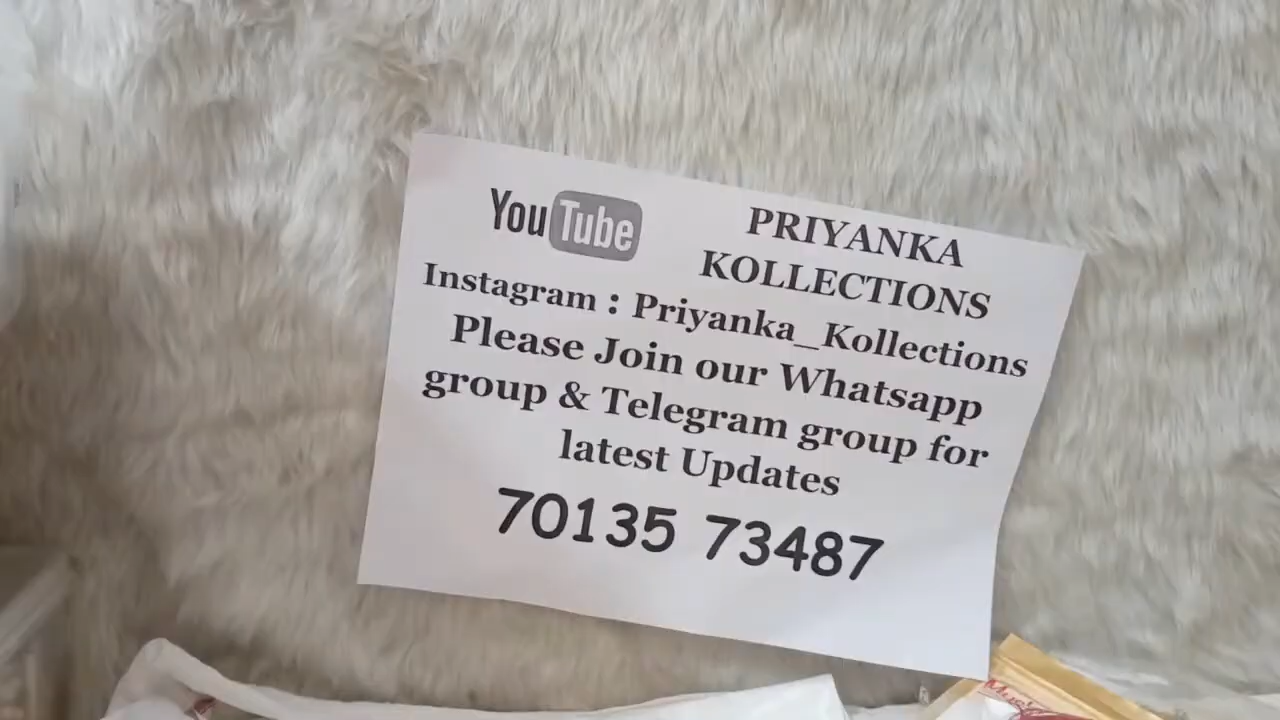 YouTube
PRIYANKA
KOLLECTIONS
Instagram : Priyanka_Kollections
Please Join our Whatsapp
group & Telegram group for
latest Updates
70135 73487